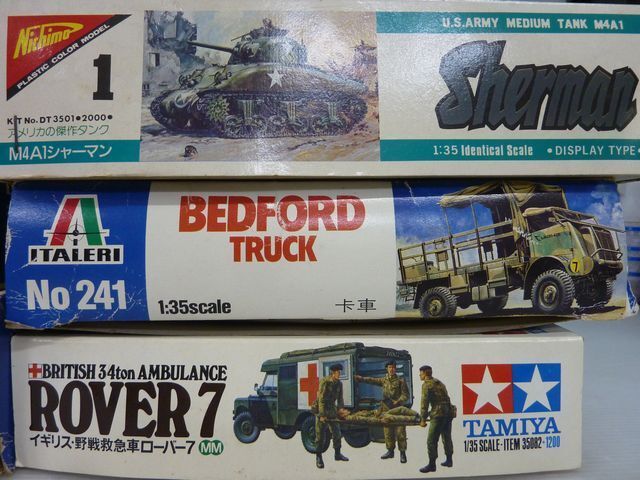 Nichimo
PLASTIC COLOR MODEL
1
KIT No. DT3501•2000•
アメリカの傑作タンク
M4A1シャーマン
U.S. ARMY MEDIUM TANK M4A1
Sherman
1:35 Identical Scale •DISPLAY TYPE•
ITALERI
No 241
BEDFORD
TRUCK
1:35scale
卡車
7
BRITISH 3/4ton AMBULANCE
ROVER 7
イギリス・野戦救急車ローバー7 MM
TAMIYA
1/35 SCALE・ITEM 35082・1200